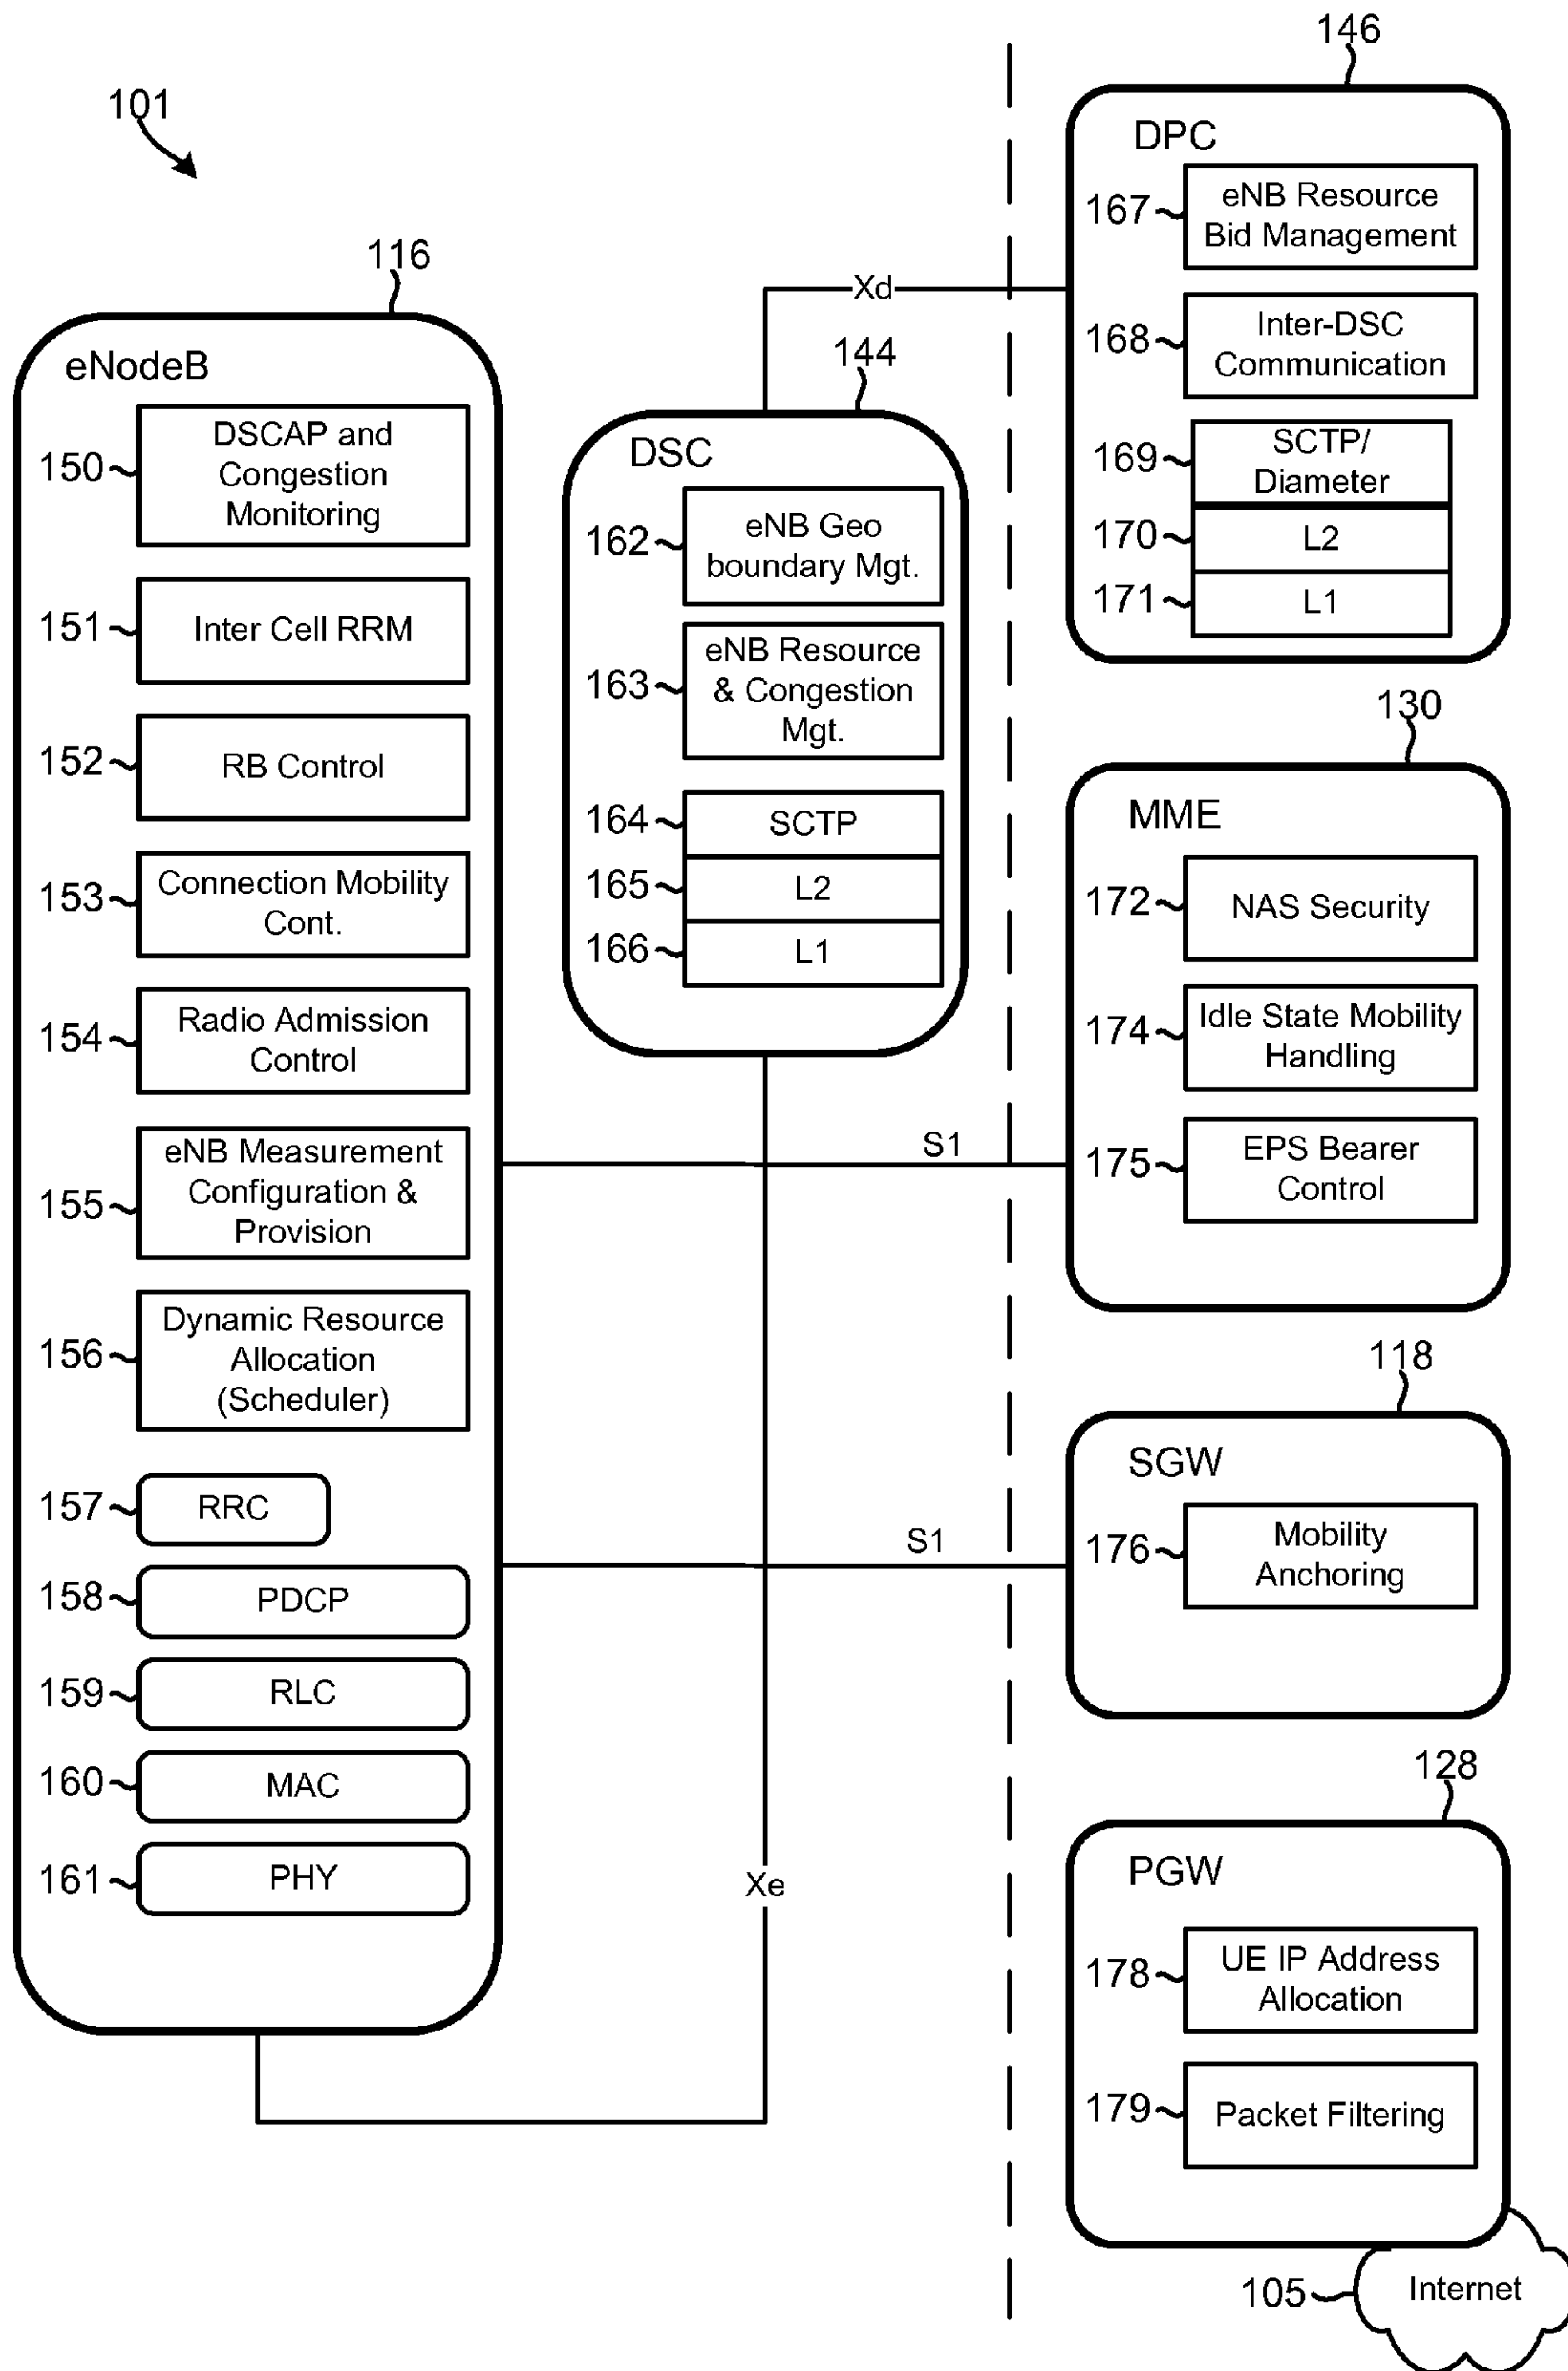 101
116
eNodeB
150
DSCAP and
Congestion
Monitoring
151
Inter Cell RRM
152
RB Control
153
Connection Mobility
Cont.
154
Radio Admission
Control
155
eNB Measurement
Configuration &
Provision
156
Dynamic Resource
Allocation
(Scheduler)
157
RRC
158
PDCP
159
RLC
160
MAC
161
PHY
144
DSC
162
eNB Geo
boundary Mgt.
163
eNB Resource
& Congestion
Mgt.
164
SCTP
165
L2
166
L1
Xd
S1
S1
Xe
146
DPC
167
eNB Resource
Bid Management
168
Inter-DSC
Communication
169
SCTP/
Diameter
170
L2
171
L1
130
MME
172
NAS Security
174
Idle State Mobility
Handling
175
EPS Bearer
Control
118
SGW
176
Mobility
Anchoring
128
PGW
178
UE IP Address
Allocation
179
Packet Filtering
105
Internet